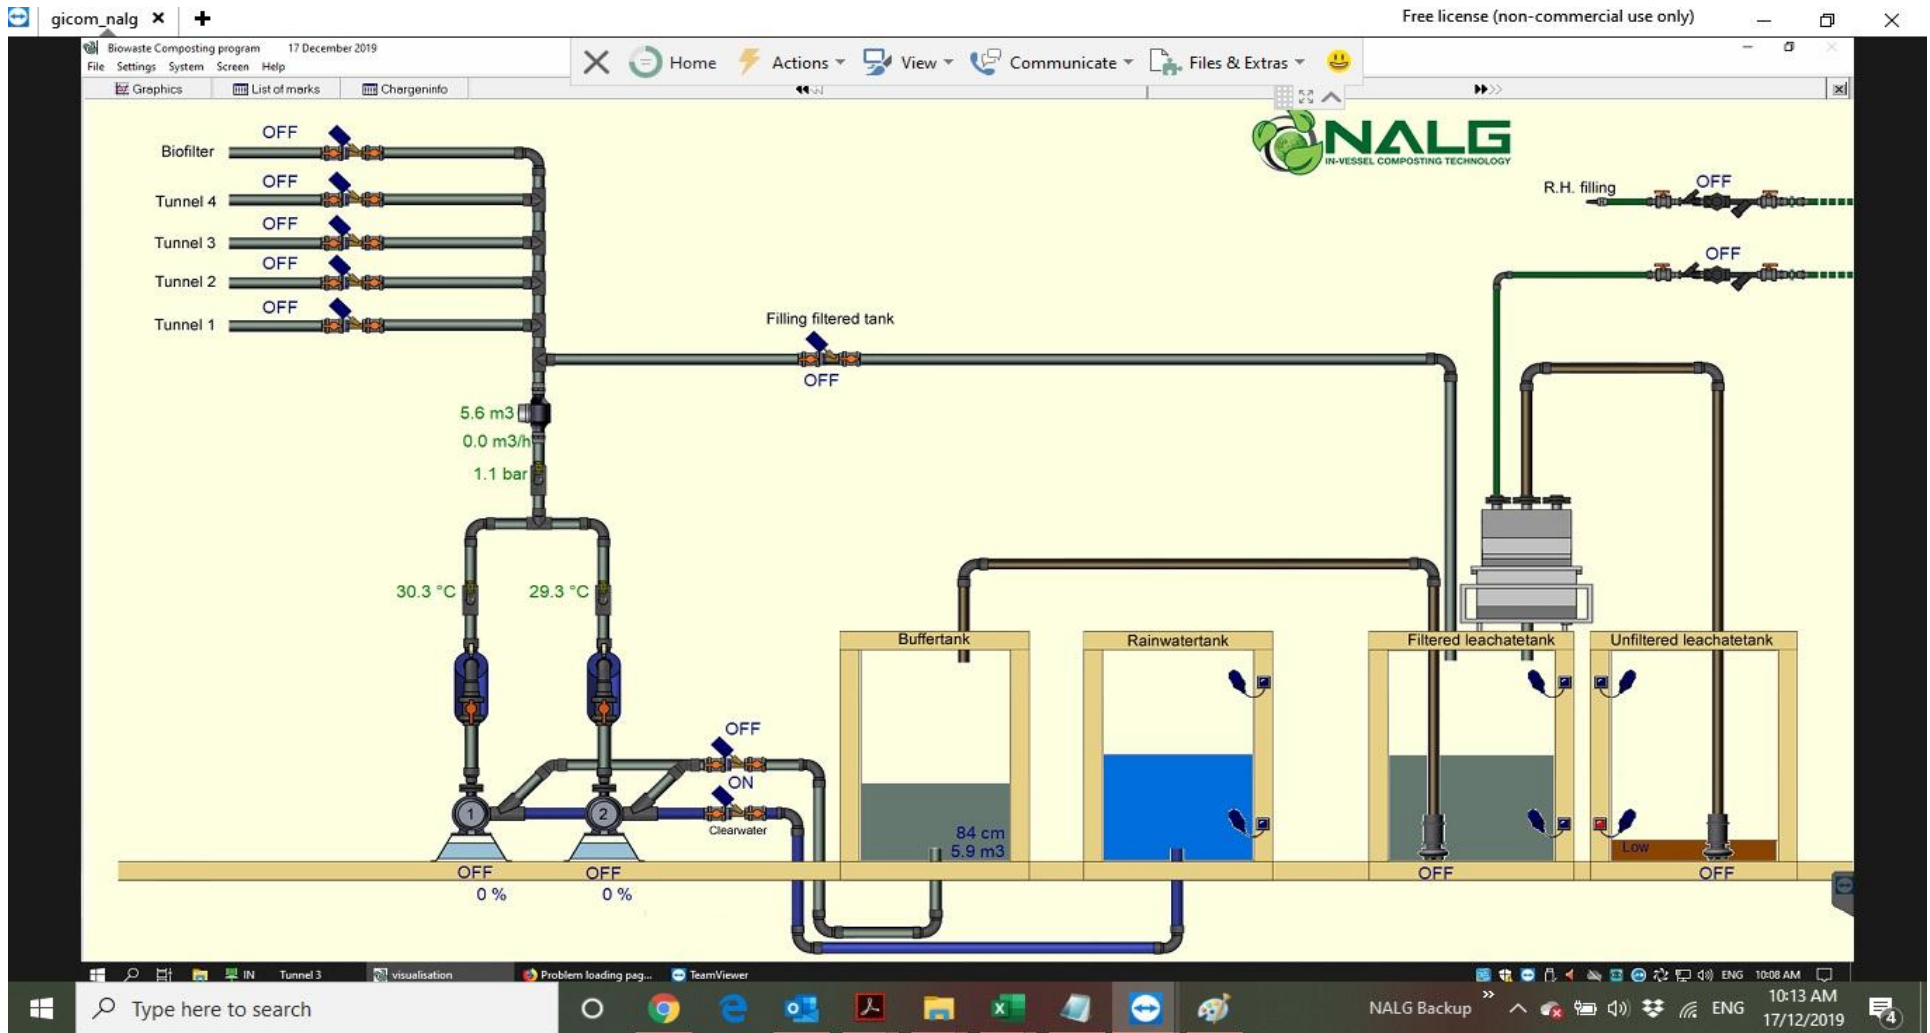 gicom_nalg
Free license (non-commercial use only)
Biowaste Composting program 17 December 2019
File Settings System Screen Help
Home Actions View Communicate Files & Extras
Graphics List of marks Chargeninfo
NALG
IN-VESSEL COMPOSTING TECHNOLOGY
OFF
Biofilter
OFF
Tunnel 4
OFF
Tunnel 3
OFF
Tunnel 2
OFF
Tunnel 1
R.H. filling
OFF
OFF
Filling filtered tank
OFF
5.6 m3
0.0 m3/h
1.1 bar
30.3 °C
29.3 °C
Buffertank
Rainwatertank
Filtered leachatetank
Unfiltered leachatetank
OFF
ON
Clearwater
1
2
84 cm
5.9 m3
Low
OFF
0 %
OFF
0 %
OFF
OFF
IN Tunnel 3 visualisation Problem loading pag... TeamViewer ENG 10:08 AM
Type here to search
NALG Backup
ENG
10:13 AM
17/12/2019
4